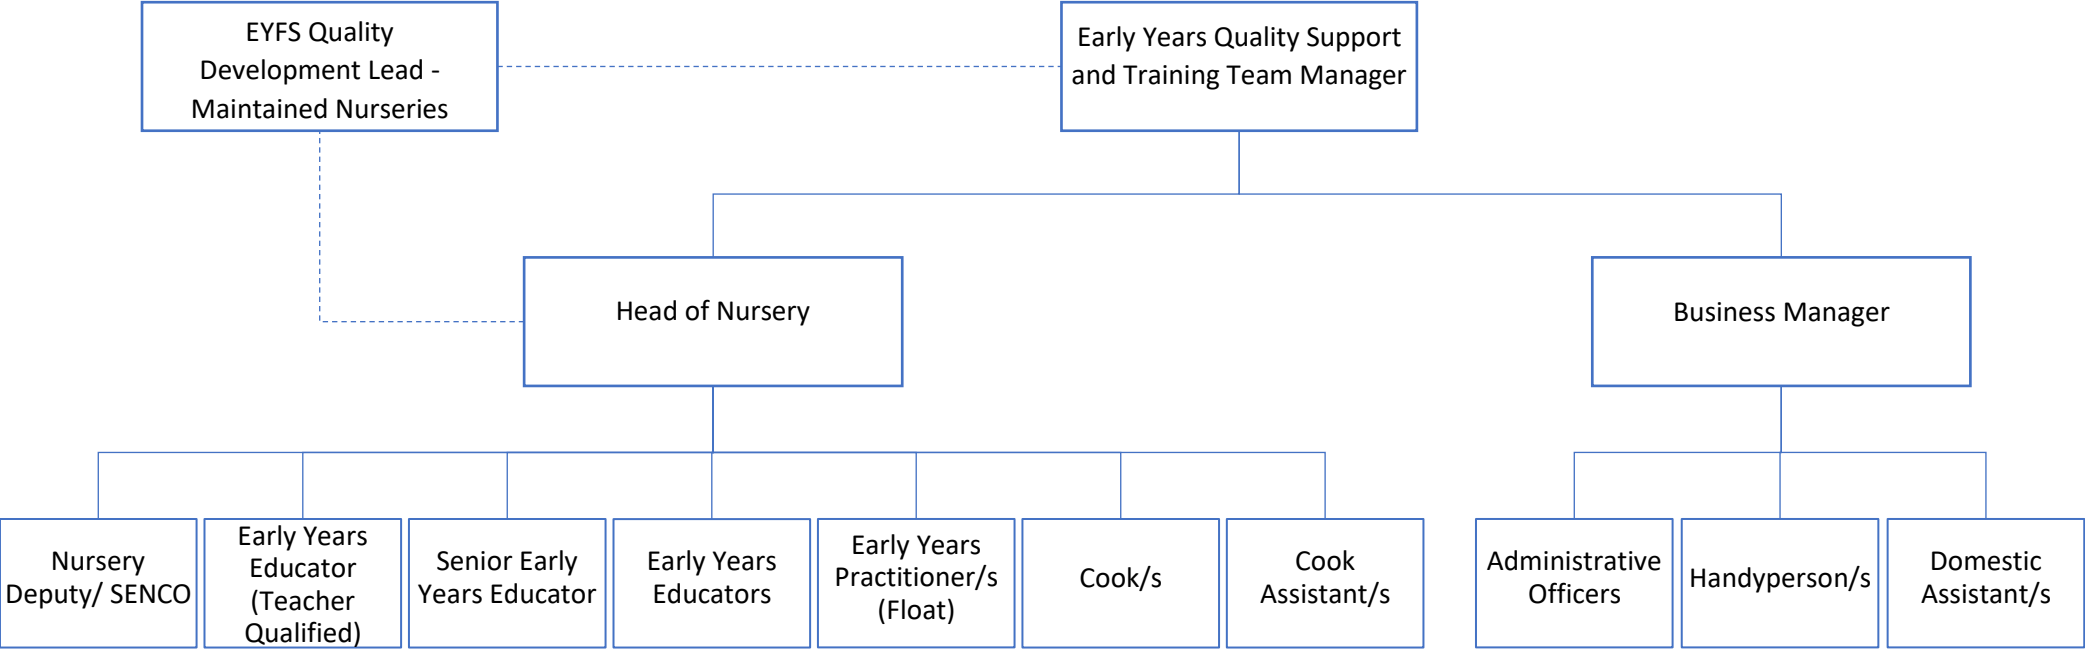 EYFS Quality
Development Lead -
Maintained Nurseries
Early Years Quality Support
and Training Team Manager
Head of Nursery
Business Manager
Nursery
Deputy/ SENCO
Early Years
Educator
(Teacher
Qualified)
Senior Early
Years Educator
Early Years
Educators
Early Years
Practitioner/s
(Float)
Cook/s
Cook
Assistant/s
Administrative
Officers
Handyperson/s
Domestic
Assistant/s